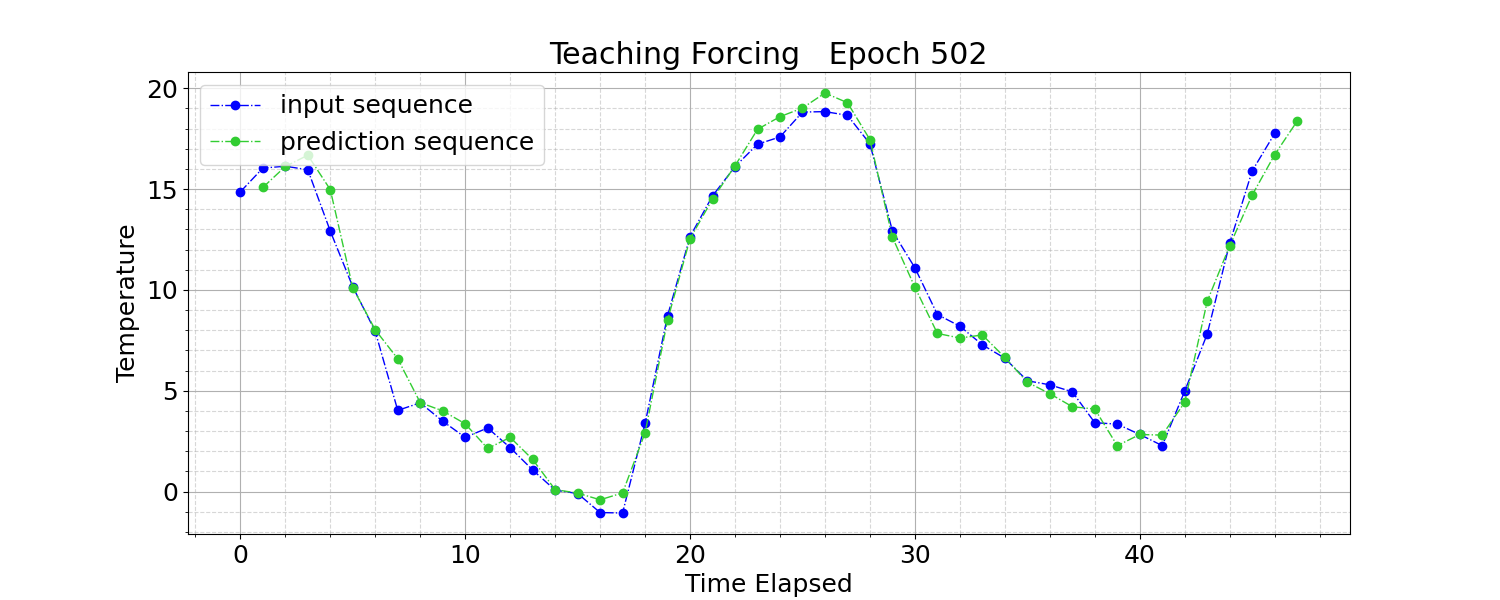 Teaching Forcing   Epoch 502
input sequence
prediction sequence
Temperature
20
15
10
5
0
0 10 20 30 40
Time Elapsed